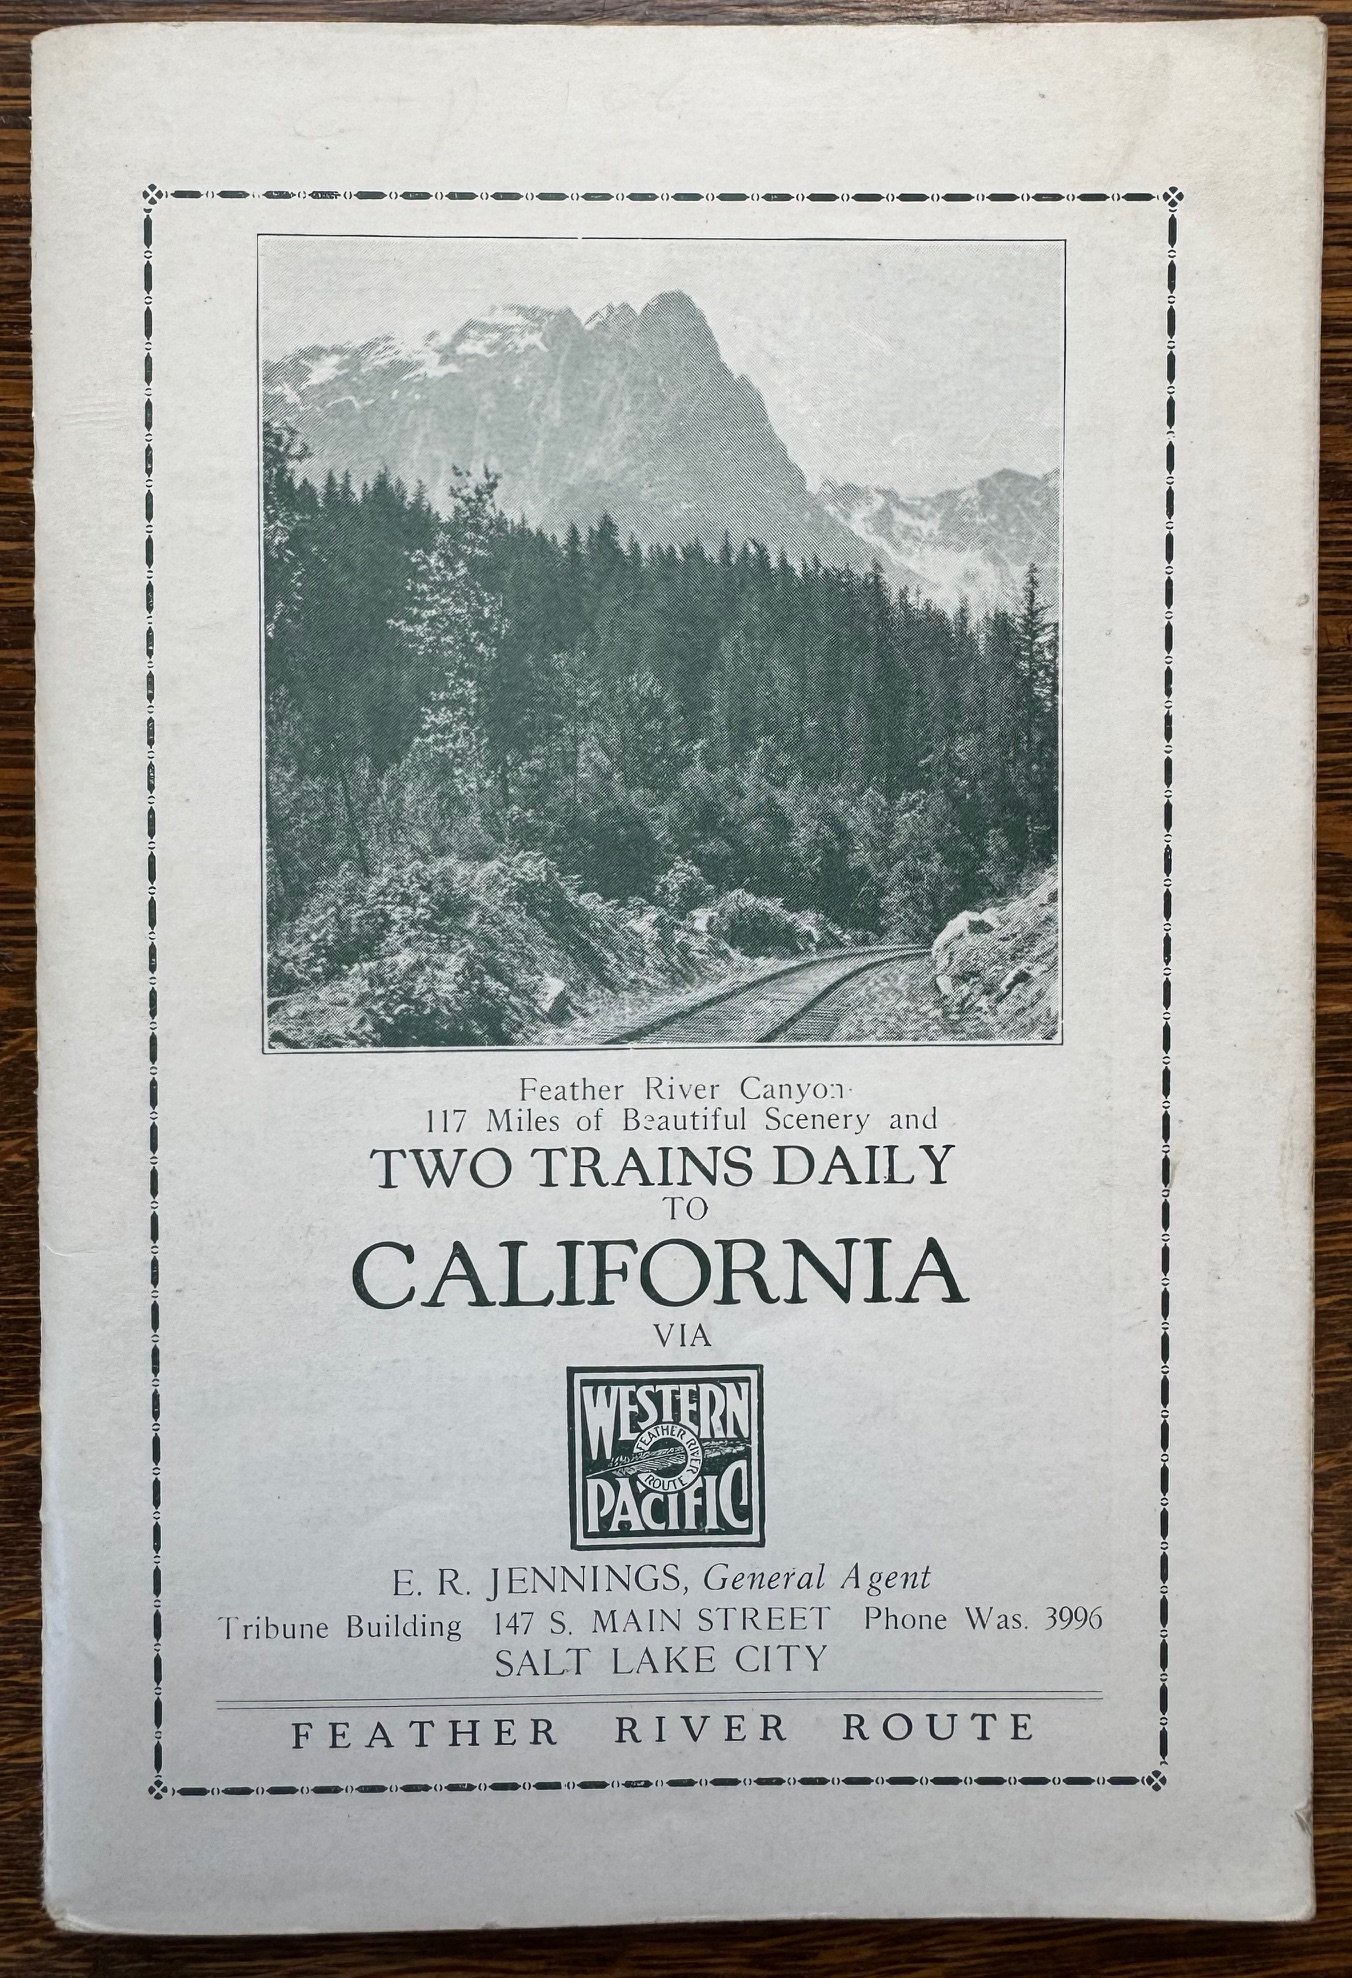 Feather River Canyon
117 Miles of Beautiful Scenery and
TWO TRAINS DAILY
TO
CALIFORNIA
VIA
WESTERN
FEATHER RIVER
ROUTE
PACIFIC
E. R. JENNINGS, General Agent
Tribune Building 147 S. MAIN STREET Phone Was. 3996
SALT LAKE CITY
FEATHER RIVER ROUTE